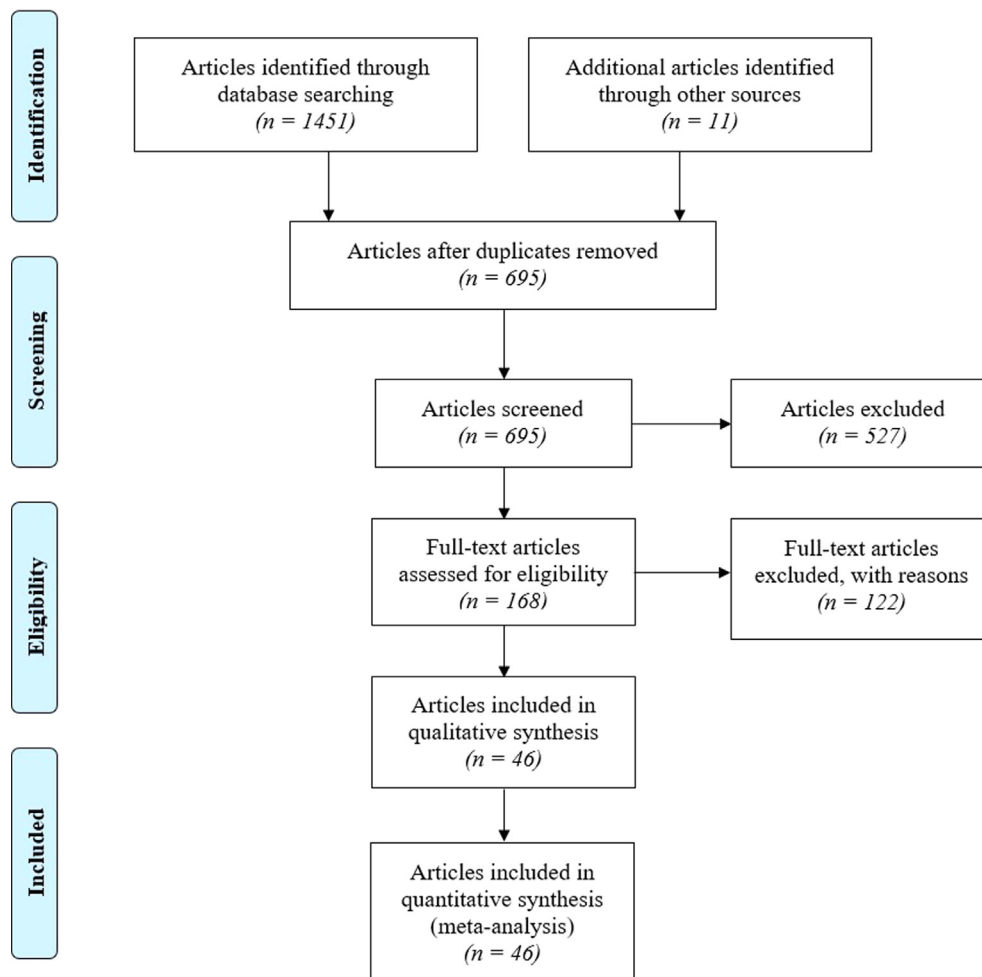 Identification
Articles identified through
database searching
(n = 1451)
Additional articles identified
through other sources
(n = 11)
Articles after duplicates removed
(n = 695)
Screening
Articles screened
(n = 695)
Articles excluded
(n = 527)
Eligibility
Full-text articles
assessed for eligibility
(n = 168)
Full-text articles
excluded, with reasons
(n = 122)
Articles included in
qualitative synthesis
(n = 46)
Included
Articles included in
quantitative synthesis
(meta-analysis)
(n = 46)